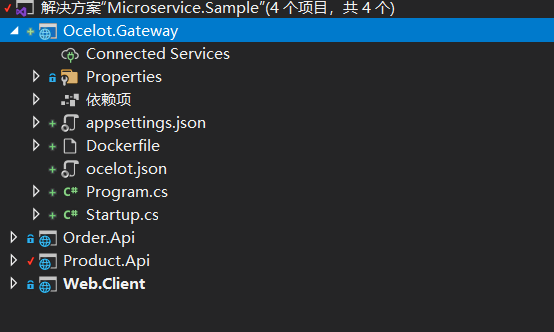 解决方案"Microservice.Sample"(4 个项目，共 4 个)
Ocelot.Gateway
Connected Services
Properties
依赖项
appsettings.json
Dockerfile
ocelot.json
C# Program.cs
C# Startup.cs
Order.Api
Product.Api
Web.Client